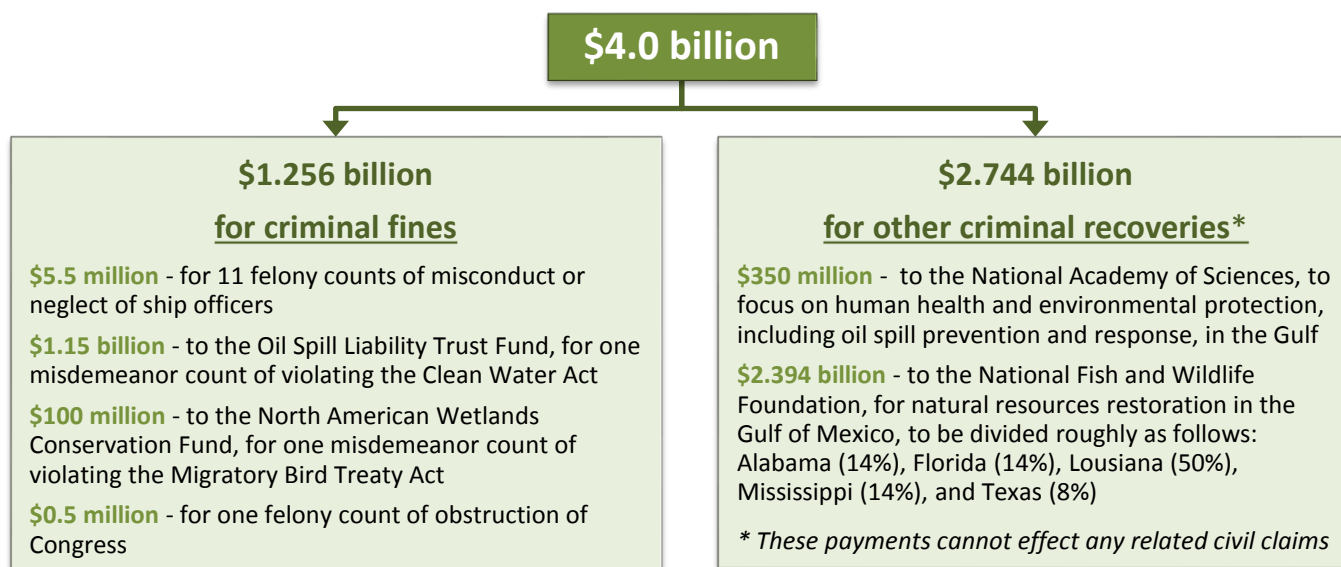 $4.0 billion
$1.256 billion
for criminal fines
$5.5 million - for 11 felony counts of misconduct or
neglect of ship officers
$1.15 billion - to the Oil Spill Liability Trust Fund, for one
misdemeanor count of violating the Clean Water Act
$100 million - to the North American Wetlands
Conservation Fund, for one misdemeanor count of
violating the Migratory Bird Treaty Act
$0.5 million - for one felony count of obstruction of
Congress
$2.744 billion
for other criminal recoveries*
$350 million - to the National Academy of Sciences, to
focus on human health and environmental protection,
including oil spill prevention and response, in the Gulf
$2.394 billion - to the National Fish and Wildlife
Foundation, for natural resources restoration in the
Gulf of Mexico, to be divided roughly as follows:
Alabama (14%), Florida (14%), Lousiana (50%),
Mississippi (14%), and Texas (8%)
* These payments cannot effect any related civil claims